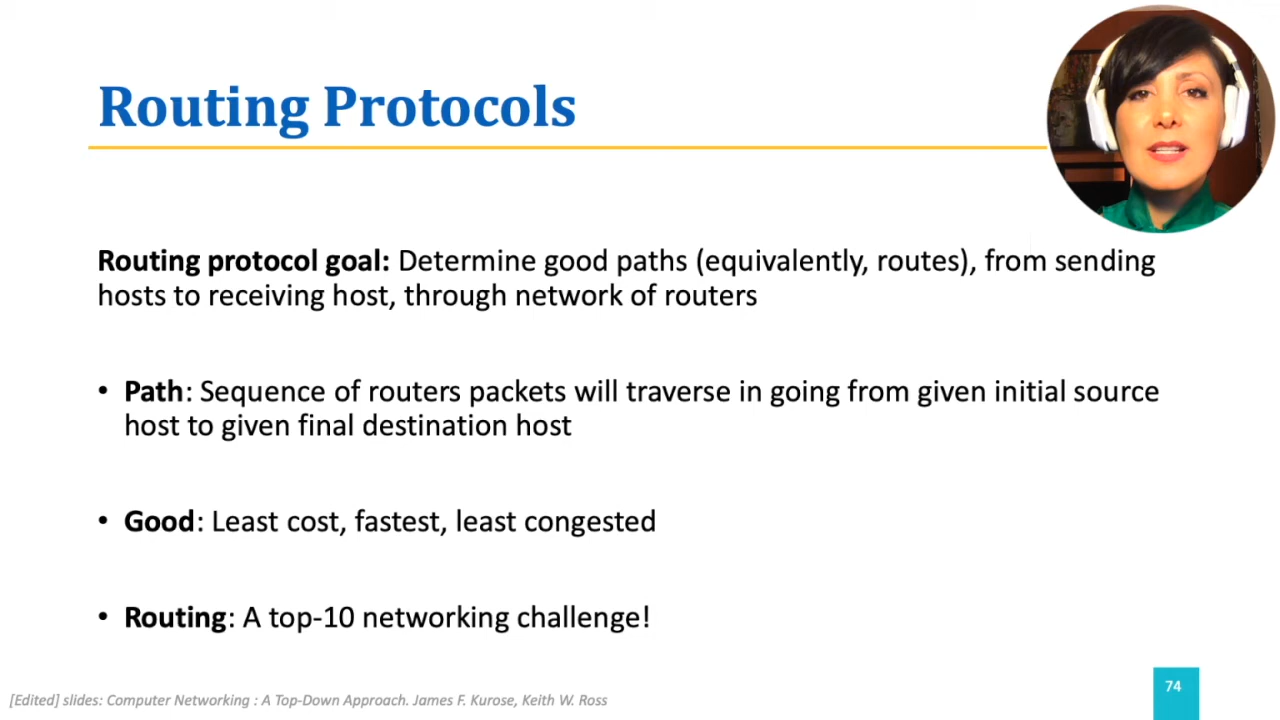 Routing Protocols
Routing protocol goal: Determine good paths (equivalently, routes), from sending
hosts to receiving host, through network of routers
• Path: Sequence of routers packets will traverse in going from given initial source
host to given final destination host
• Good: Least cost, fastest, least congested
• Routing: A top-10 networking challenge!
[Edited] slides: Computer Networking : A Top-Down Approach. James F. Kurose, Keith W. Ross
74